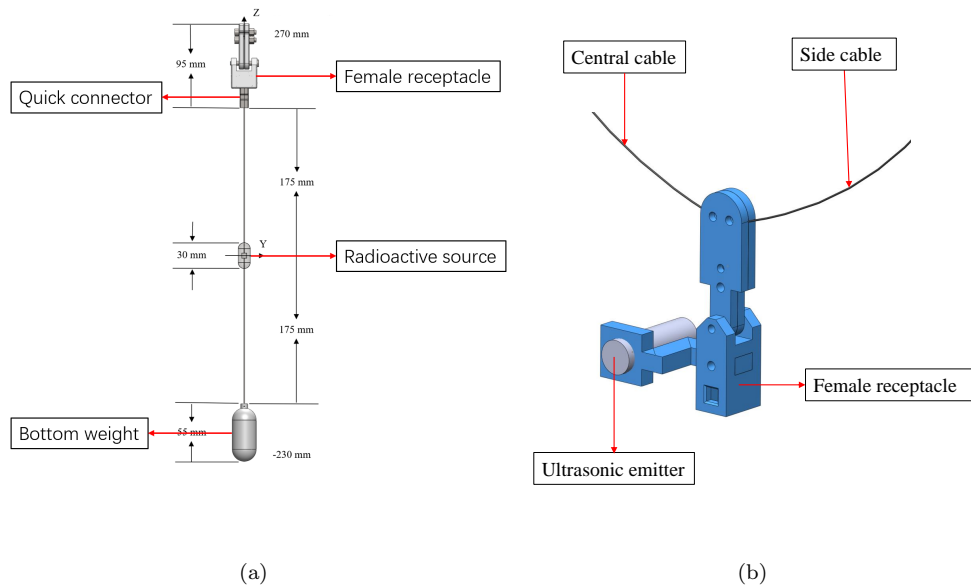 Z
270 mm
95 mm
Female receptacle
Quick connector
175 mm
Y
30 mm
Radioactive source
175 mm
Bottom weight
55 mm
-230 mm
(a)
Central cable
Side cable
Female receptacle
Ultrasonic emitter
(b)